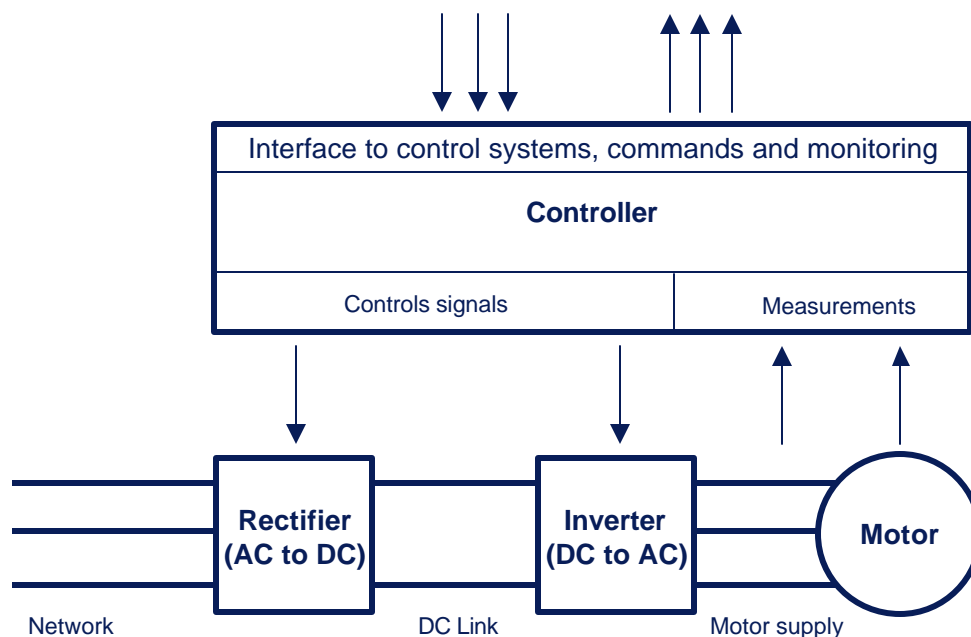 Interface to control systems, commands and monitoring
Controller
Controls signals
Measurements
Rectifier
(AC to DC)
Inverter
(DC to AC)
Motor
Network
DC Link
Motor supply